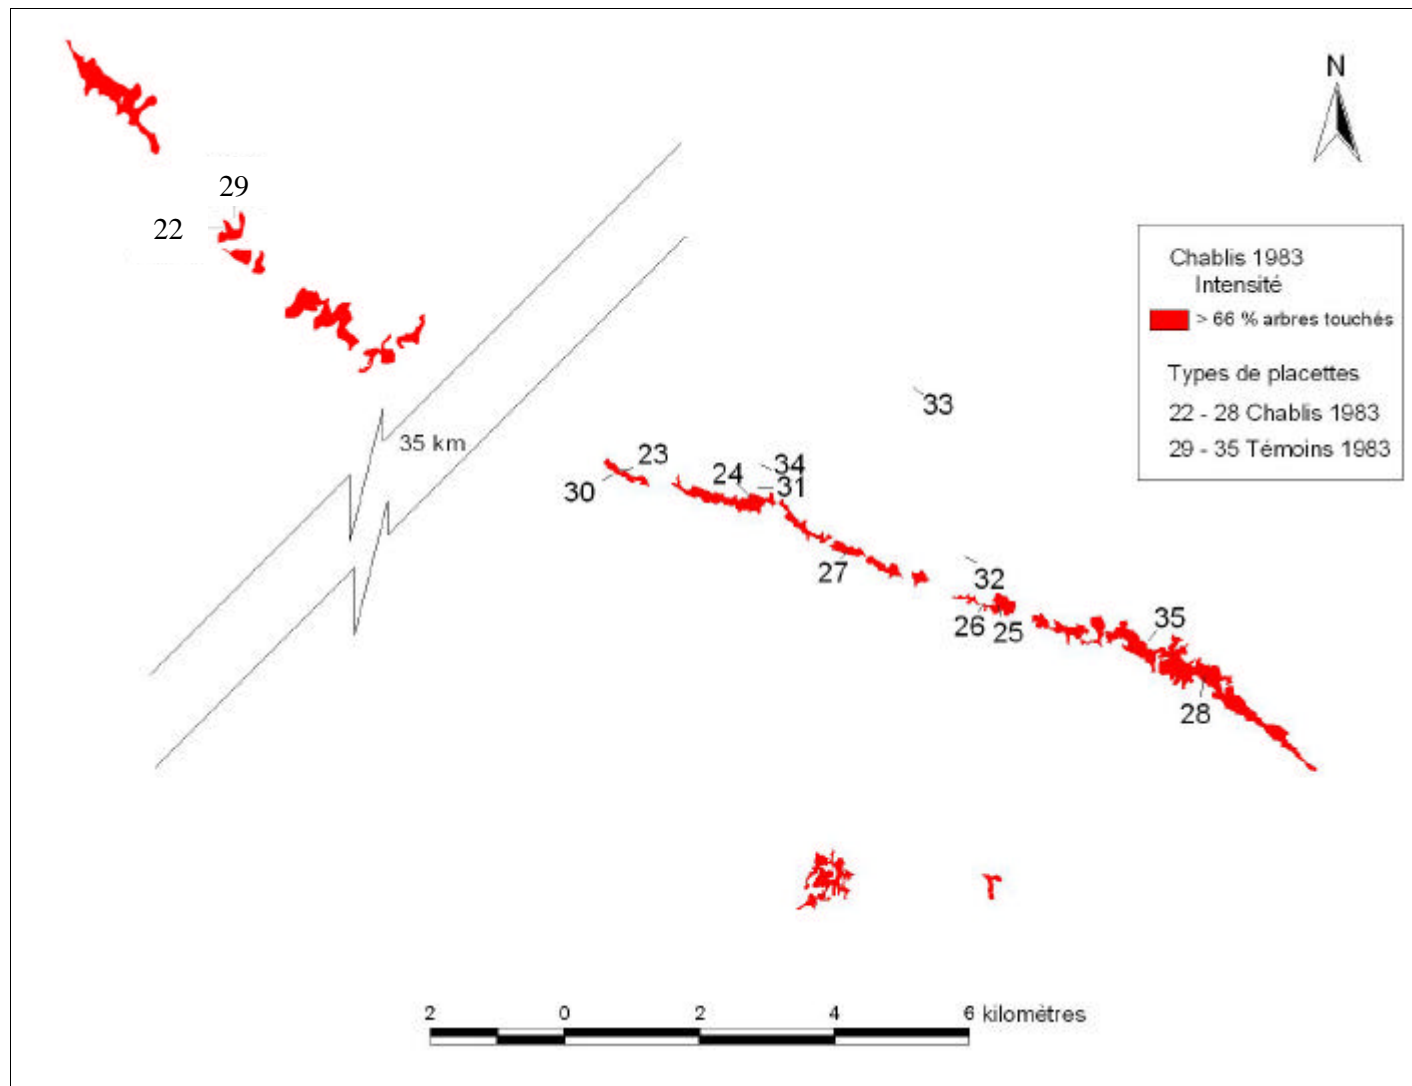 N
29
22
Chablis 1983
Intensité
> 66 % arbres touchés
Types de placettes
22 - 28 Chablis 1983
29 - 35 Témoins 1983
33
35 km
23
34
24
31
30
27
32
26
25
35
28
2 0 2 4 6 kilomètres